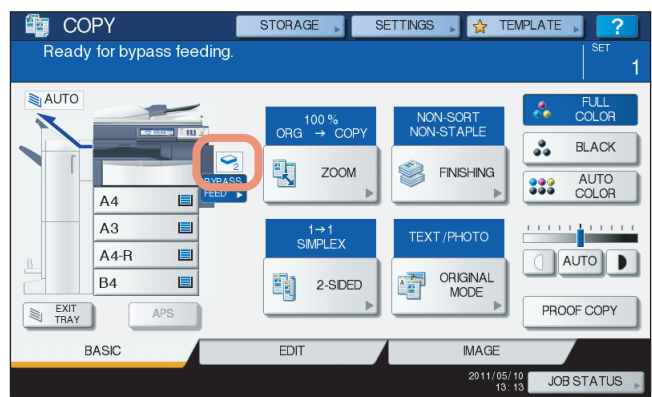 COPY
STORAGE
SETTINGS
TEMPLATE
?
Ready for bypass feeding.
SET
1
AUTO
2
BYPASS
FEED
A4
A3
A4-R
B4
EXIT
TRAY
APS
100 %
ORG → COPY
ZOOM
NON-SORT
NON-STAPLE
FINISHING
1→1
SIMPLEX
2-SIDED
TEXT/PHOTO
ORIGINAL
MODE
FULL
COLOR
BLACK
AUTO
COLOR
AUTO
PROOF COPY
BASIC
EDIT
IMAGE
2011/05/10
13:13
JOB STATUS